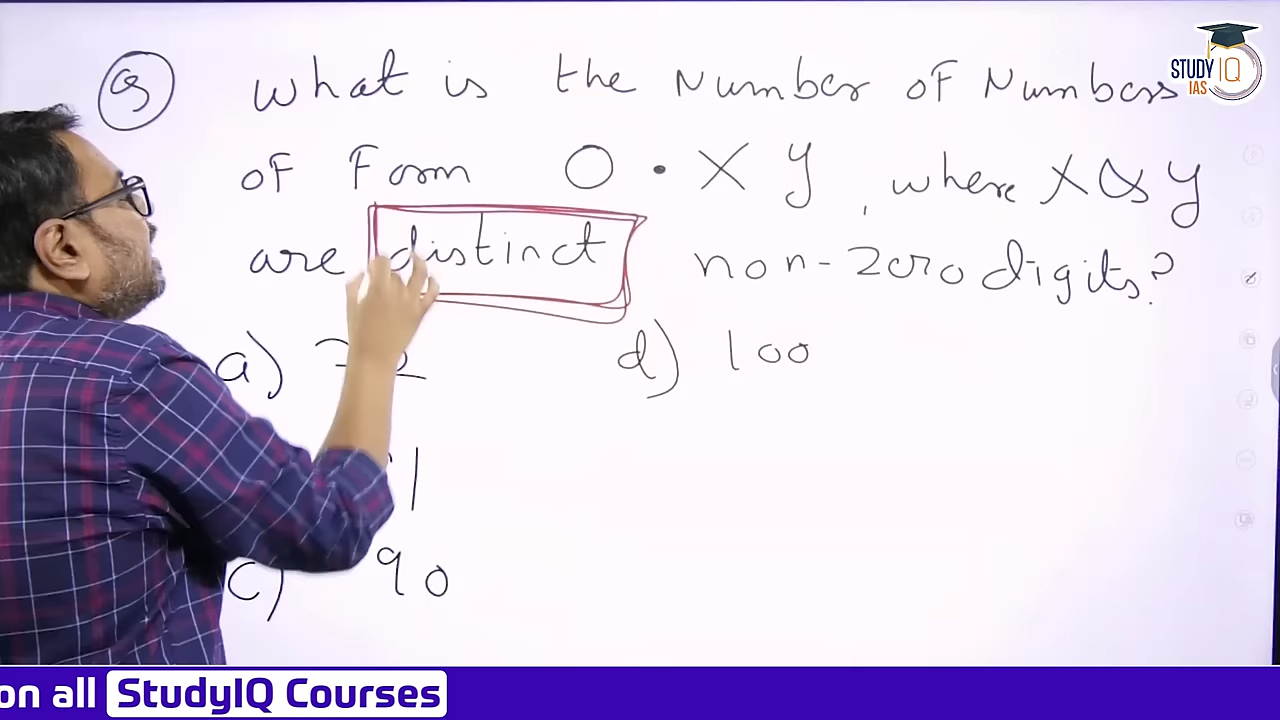 Q What is the Number of Numbers
STUDY IQ
IAS
of Form 0.XY, where X & Y
are distinct non-zero digits?
a)
d) 100
c) 90
on all StudyIQ Courses